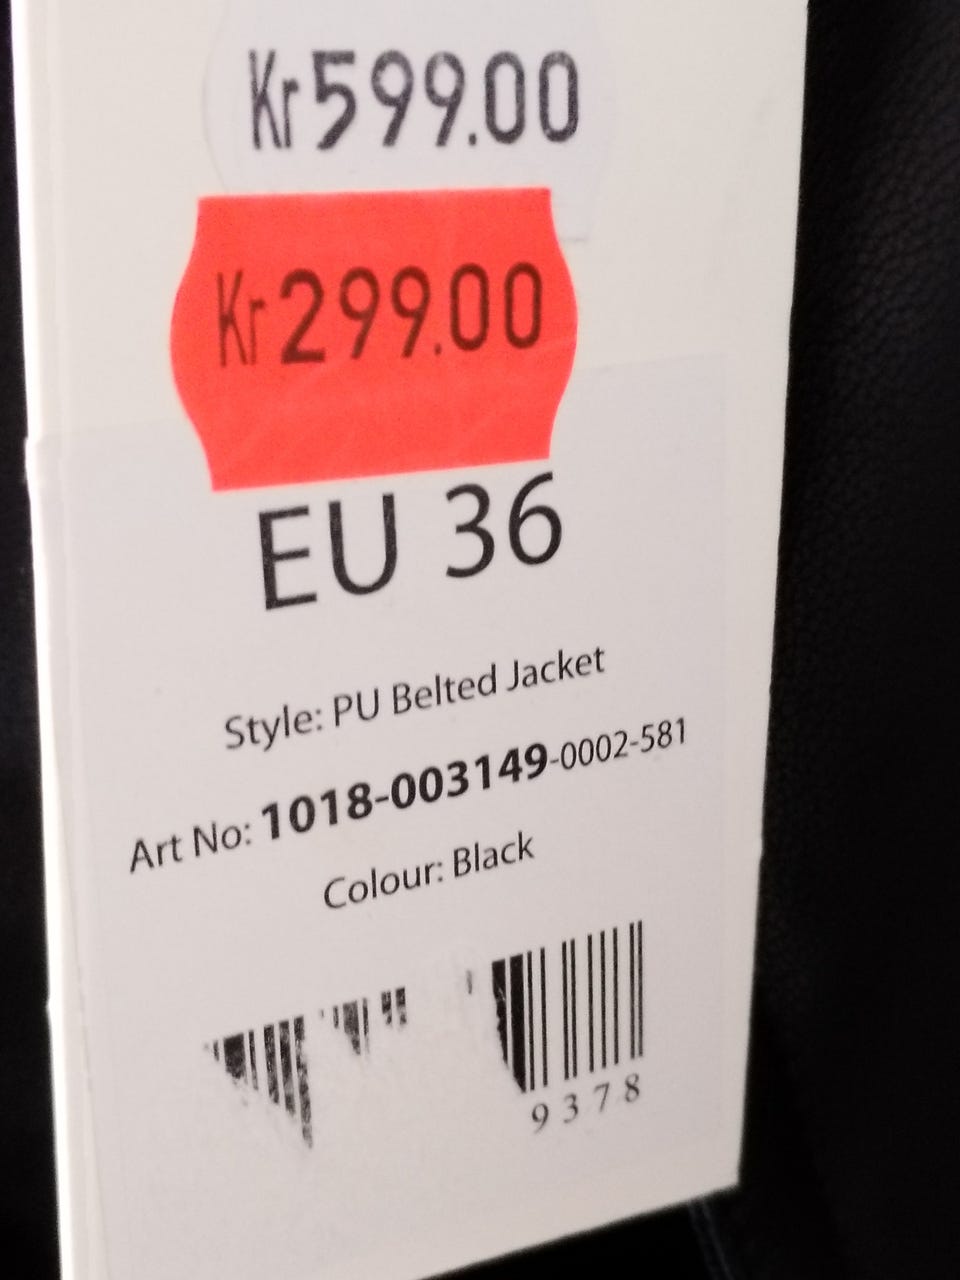 Kr599.00
Kr299.00
EU 36
Style: PU Belted Jacket
Art No: 1018-003149-0002-581
Colour: Black
9378